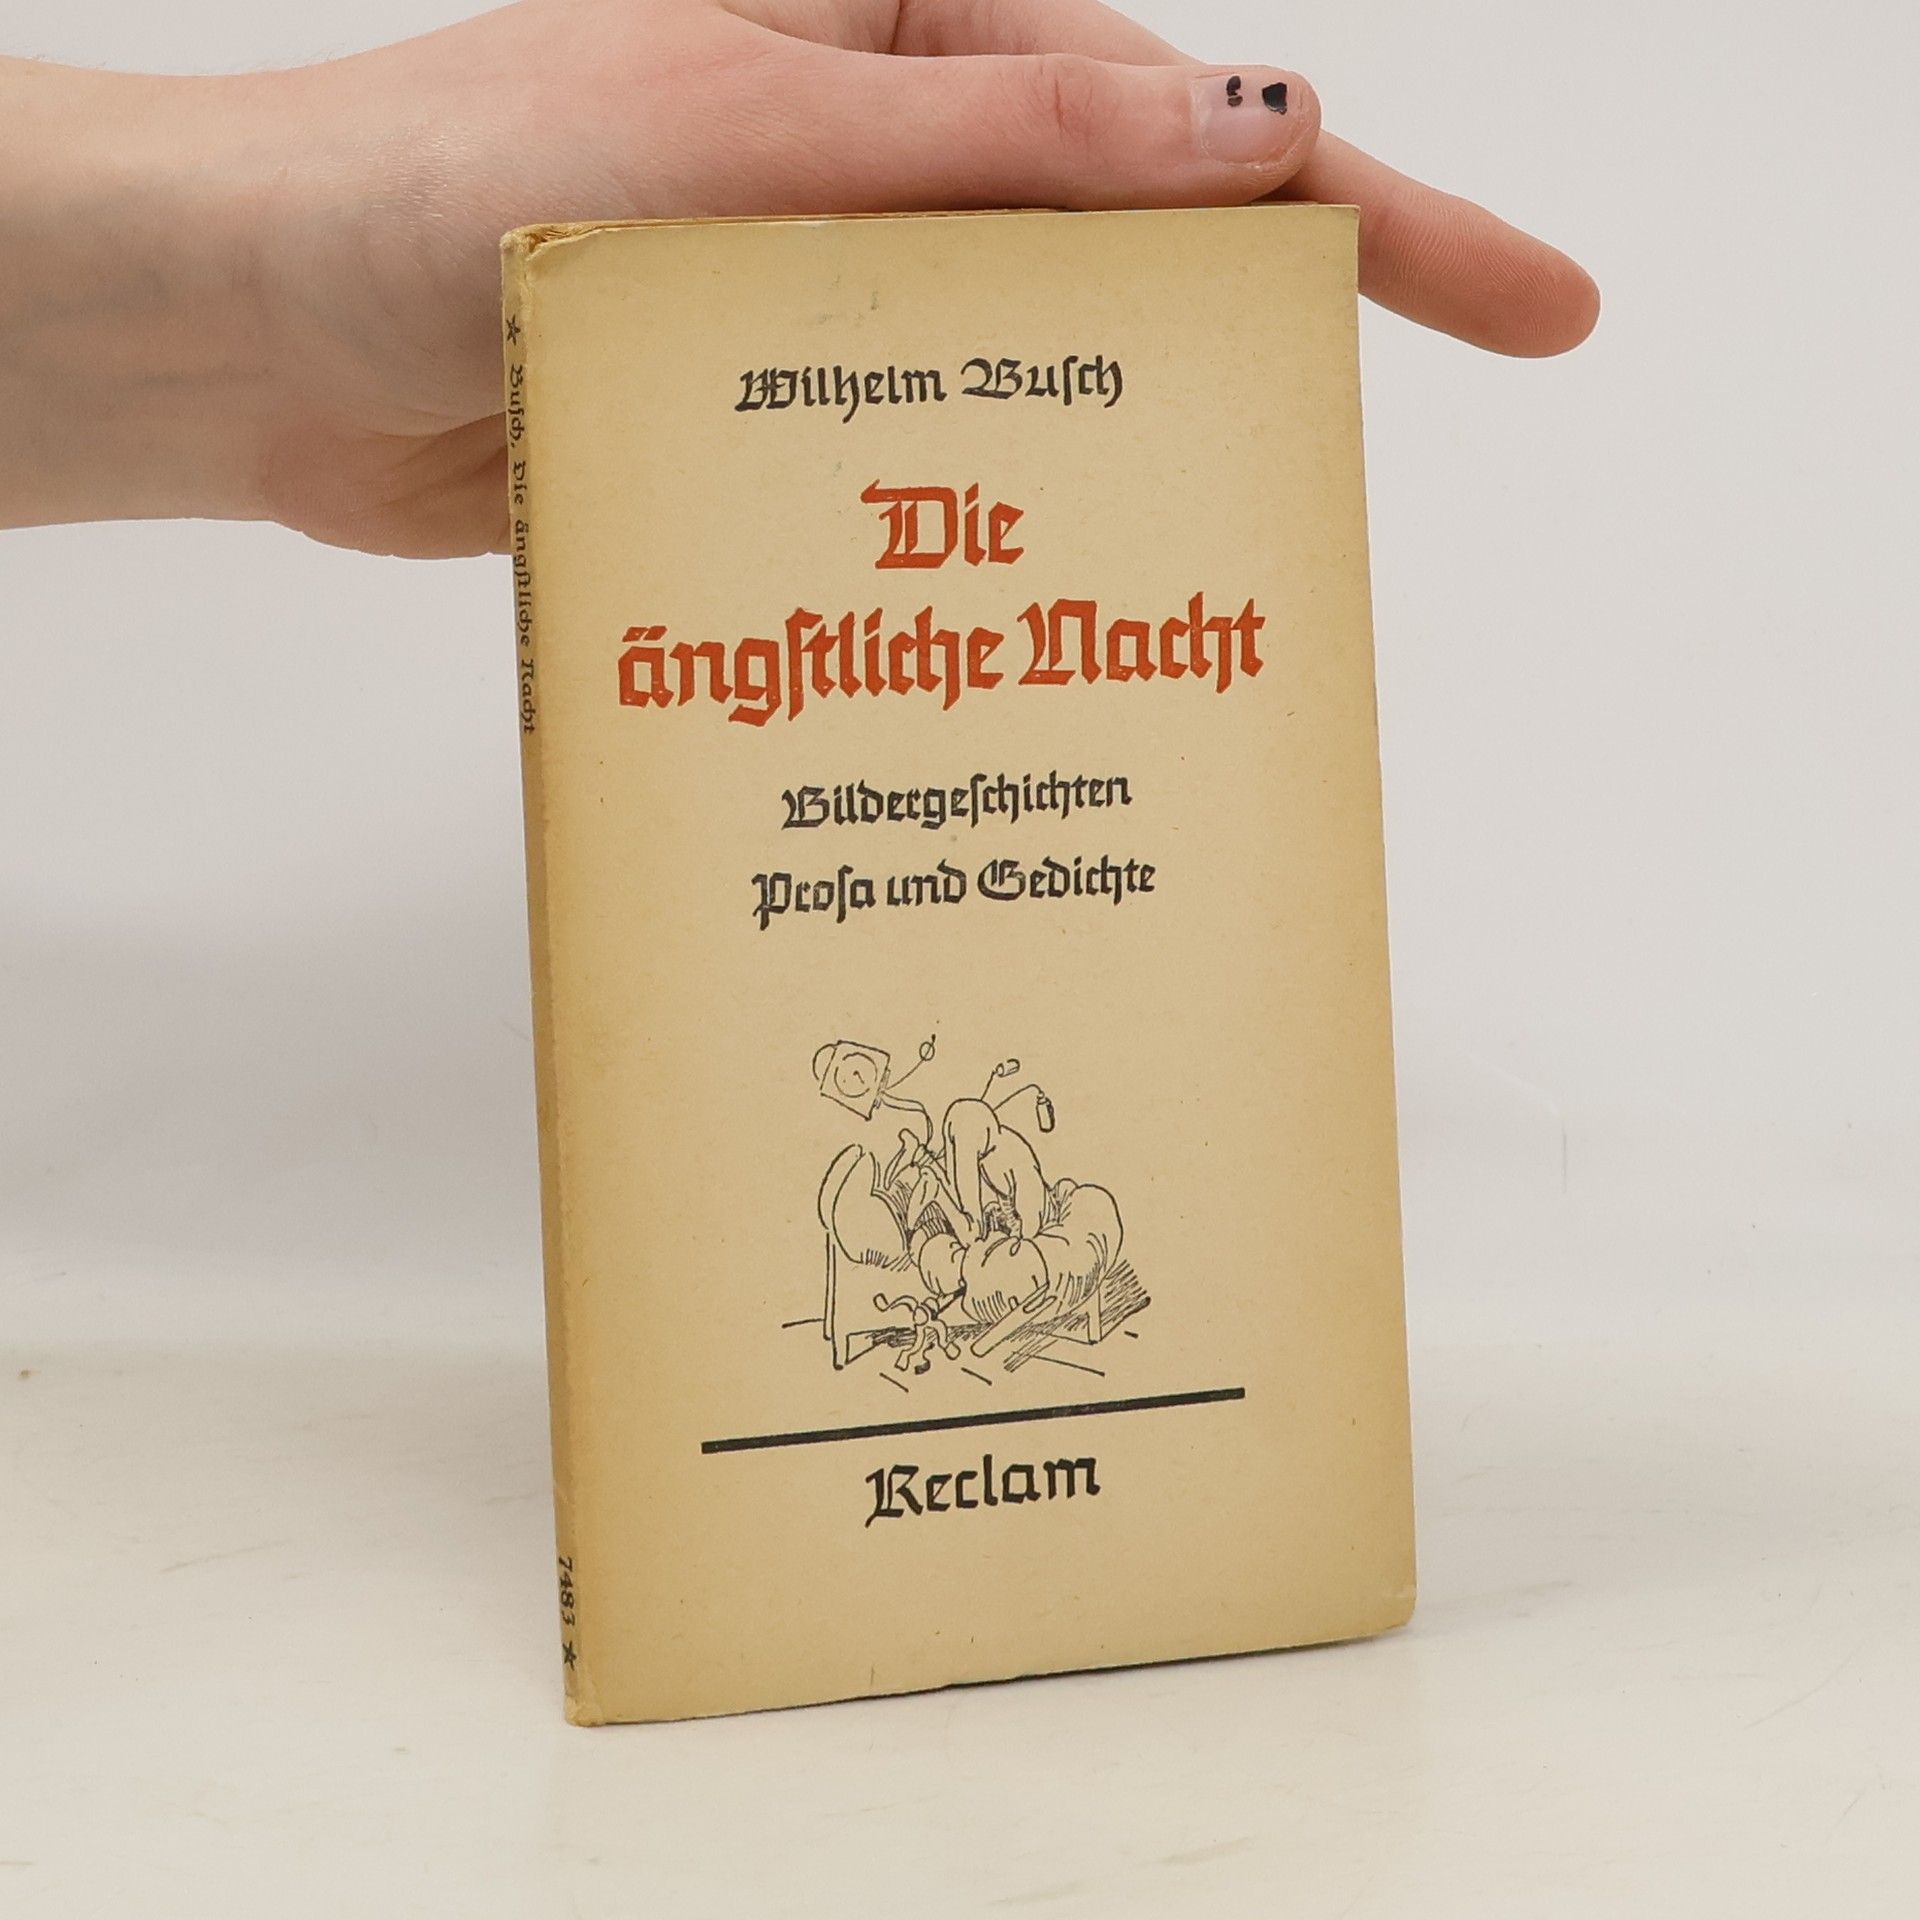 Wilhelm Busch
Die
ängstliche Nacht
Bildergeschichten
Prosa und Gedichte
Reclam
★ Busch, Die ängstliche Nacht
7483 ★